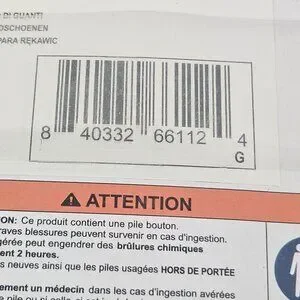 DI GUANTI
DSCHOENEN
PARA RĘKAWIC
8 40332 66112 4
G
ATTENTION
ON: Ce produit contient une pile bouton.
raves blessures peuvent survenir en cas d'ingestion.
gérée peut engendrer des brûlures chimiques
ent 2 heures.
s neuves ainsi que les piles usagées HORS DE PORTÉE
ement un médecin dans les cas d'ingestion avérées